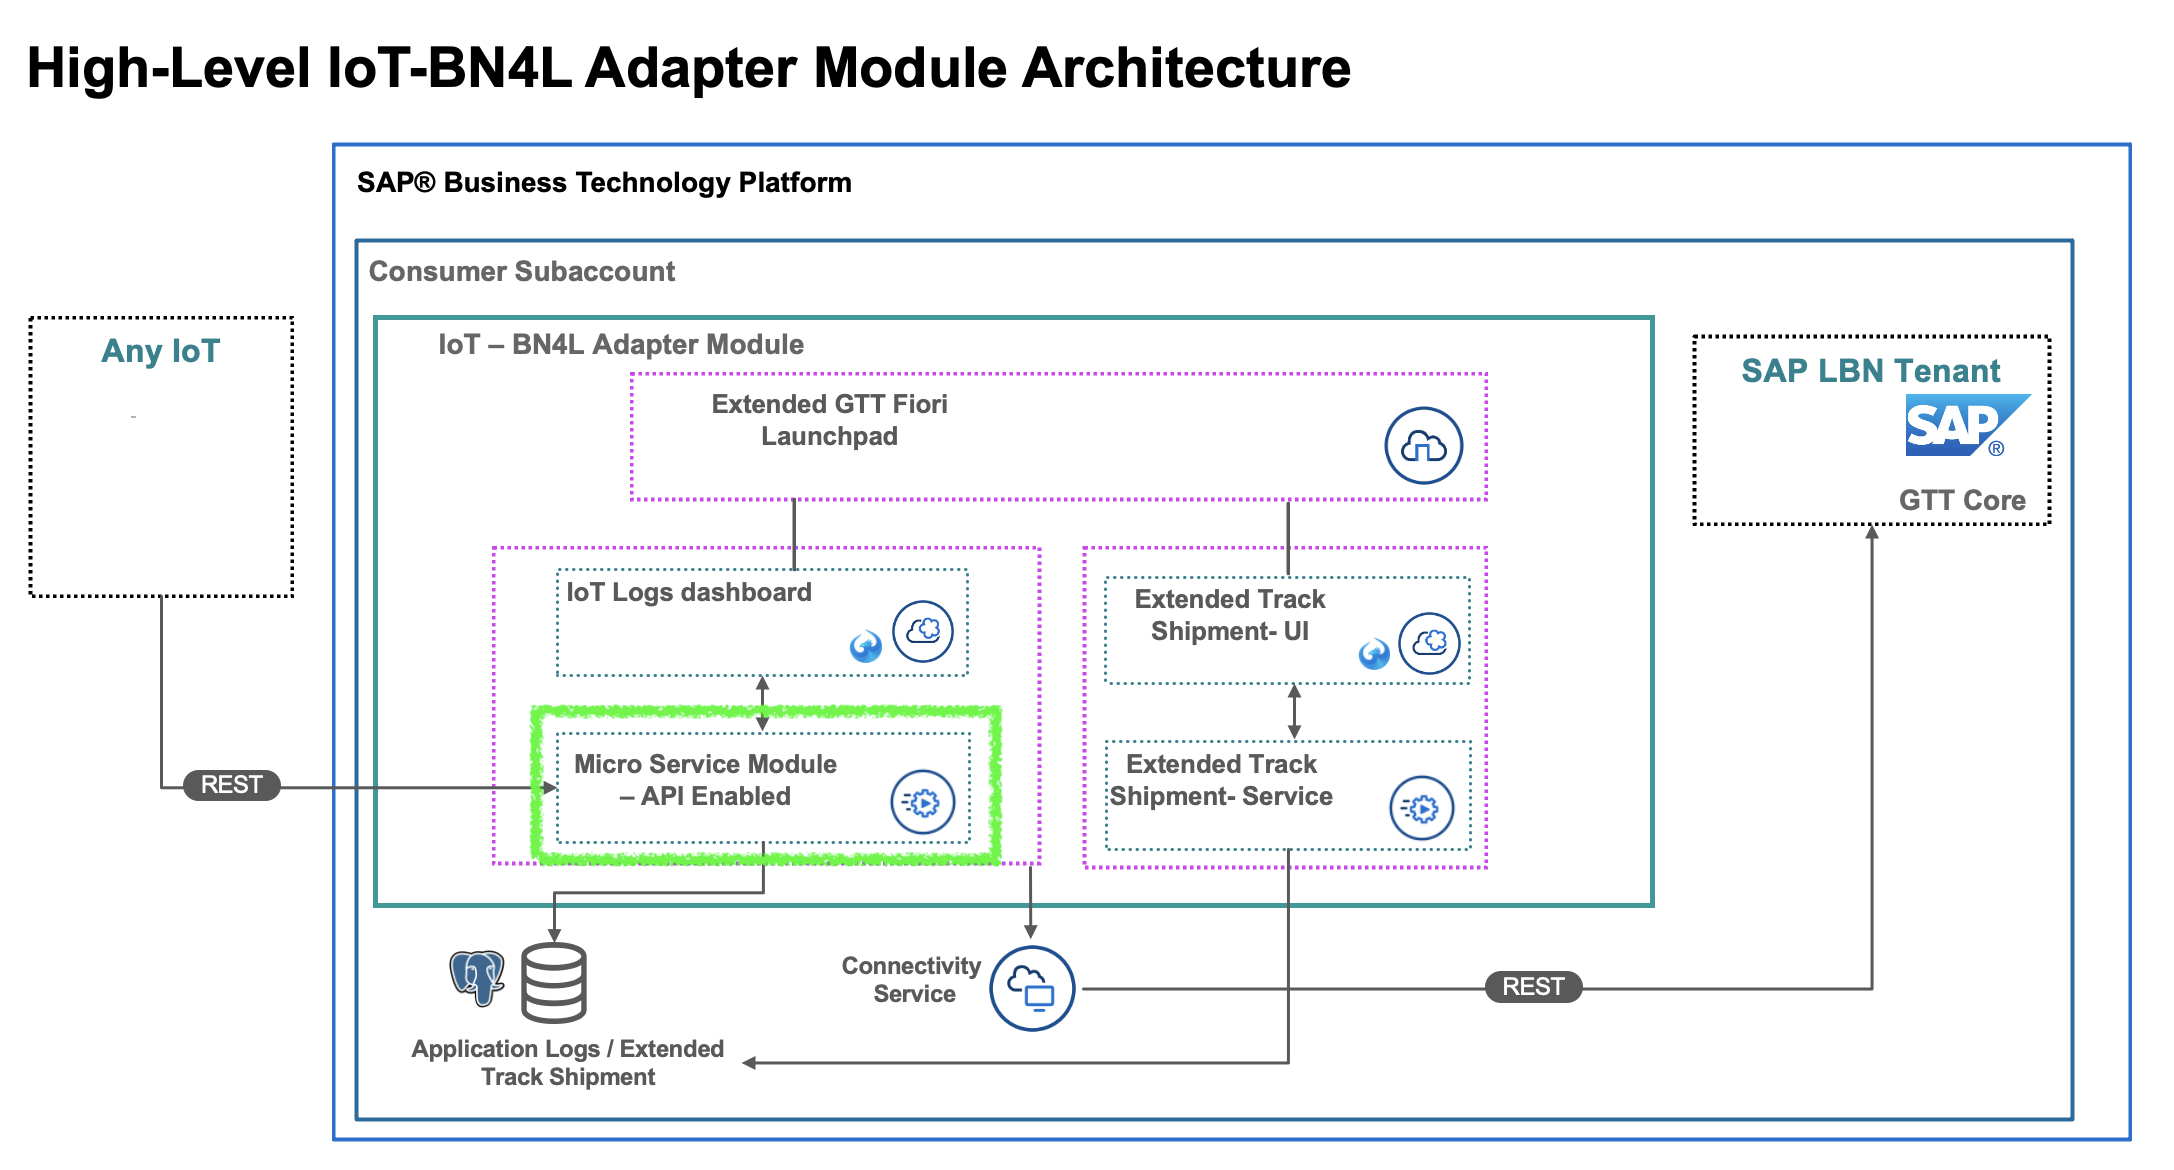 High-Level IoT-BN4L Adapter Module Architecture
SAP® Business Technology Platform
Consumer Subaccount
Any IoT
-
IoT – BN4L Adapter Module
SAP LBN Tenant
SAP®
GTT Core
Extended GTT Fiori
Launchpad
IoT Logs dashboard
Extended Track
Shipment- UI
Micro Service Module
– API Enabled
Extended Track
Shipment- Service
REST
Connectivity
Service
REST
Application Logs / Extended
Track Shipment